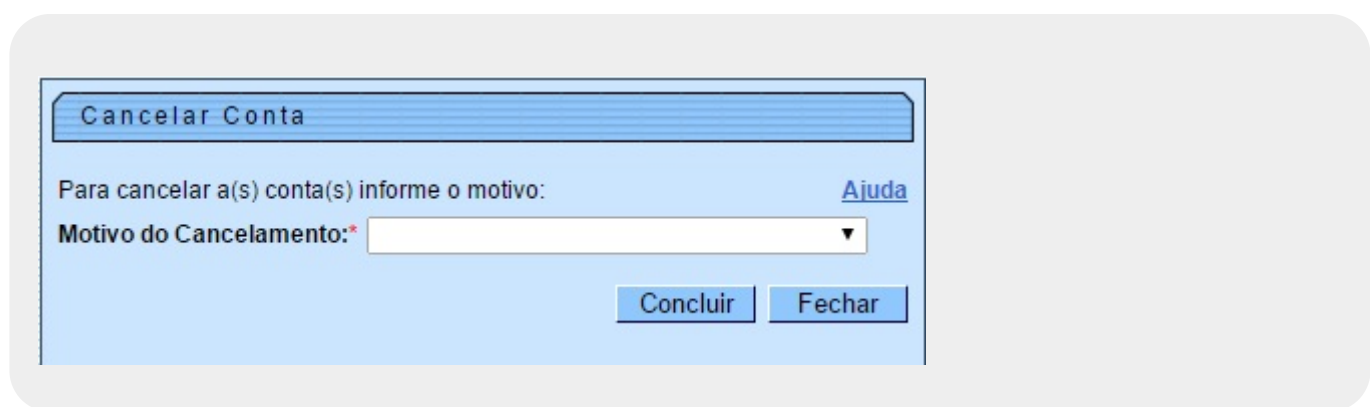 Cancelar Conta
Para cancelar a(s) conta(s) informe o motivo: Ajuda
Motivo do Cancelamento:*
Concluir Fechar